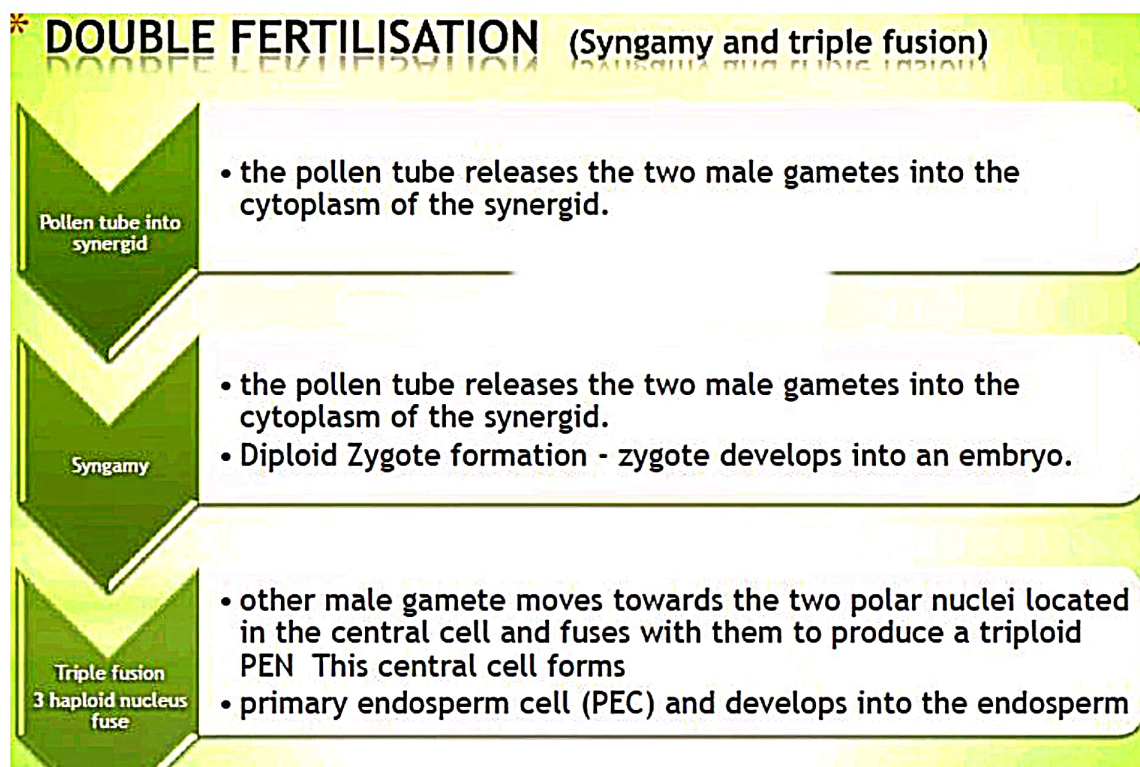 * DOUBLE FERTILISATION (Syngamy and triple fusion)
Pollen tube into
synergid
• the pollen tube releases the two male gametes into the
cytoplasm of the synergid.
Syngamy
• the pollen tube releases the two male gametes into the
cytoplasm of the synergid.
• Diploid Zygote formation - zygote develops into an embryo.
Triple fusion
3 haploid nucleus
fuse
• other male gamete moves towards the two polar nuclei located
in the central cell and fuses with them to produce a triploid
PEN This central cell forms
• primary endosperm cell (PEC) and develops into the endosperm